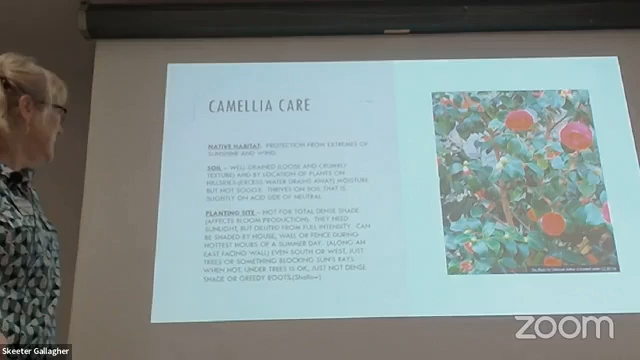 CAMELLIA CARE
NATIVE HABITAT: PROTECTION FROM EXTREMES OF
SUNSHINE AND WIND.
SOIL – WELL DRAINED (LOOSE AND CRUMBLY
TEXTURE) AND BY LOCATION OF PLANTS ON
HILLSIDES (EXCESS WATER DRAINS AWAY) MOISTURE
BUT NOT SOGGY. THRIVES ON SOIL THAT IS
SLIGHTLY ON ACID SIDE OF NEUTRAL.
PLANTING SITE – NOT FOR TOTAL DENSE SHADE
(AFFECTS BLOOM PRODUCTION). THEY NEED
SUNLIGHT, BUT DILUTED FROM FULL INTENSITY. CAN
BE SHADED BY HOUSE, WALL OR FENCE DURING
HOTTEST HOURS OF A SUMMER DAY. (ALONG AN
EAST FACING WALL) EVEN SOUTH OR WEST, JUST
TREES OR SOMETHING BLOCKING SUN'S RAYS
WHEN HOT. UNDER TREES IS OK, JUST NOT DENSE
SHADE OR GREEDY ROOTS.(Shallow)
zoom
Skeeter Gallagher